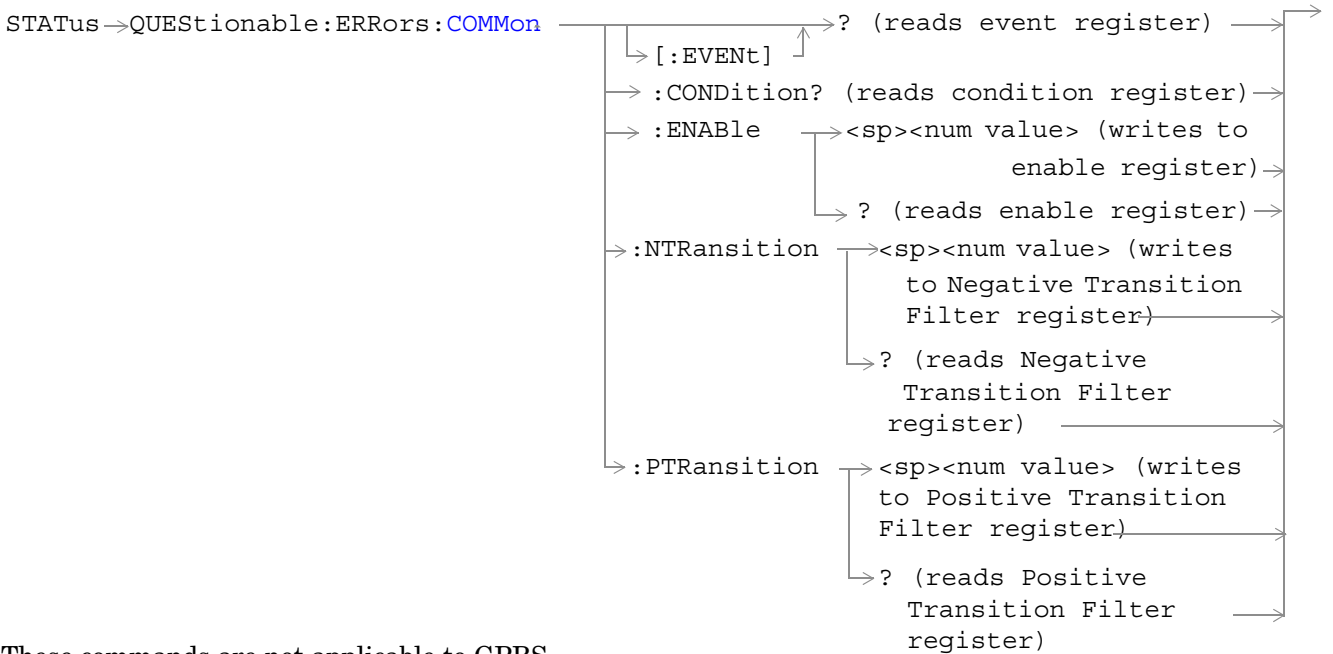 STATus QUEStionable:ERRors:COMMon ? (reads event register)
[:EVENt]
:CONDition? (reads condition register)
:ENABle <sp><num value> (writes to
enable register)
? (reads enable register)
:NTRansition <sp><num value> (writes
to Negative Transition
Filter register)
? (reads Negative
Transition Filter
register)
:PTRansition <sp><num value> (writes
to Positive Transition
Filter register)
? (reads Positive
Transition Filter
register)
These commands are not applicable to GPRS